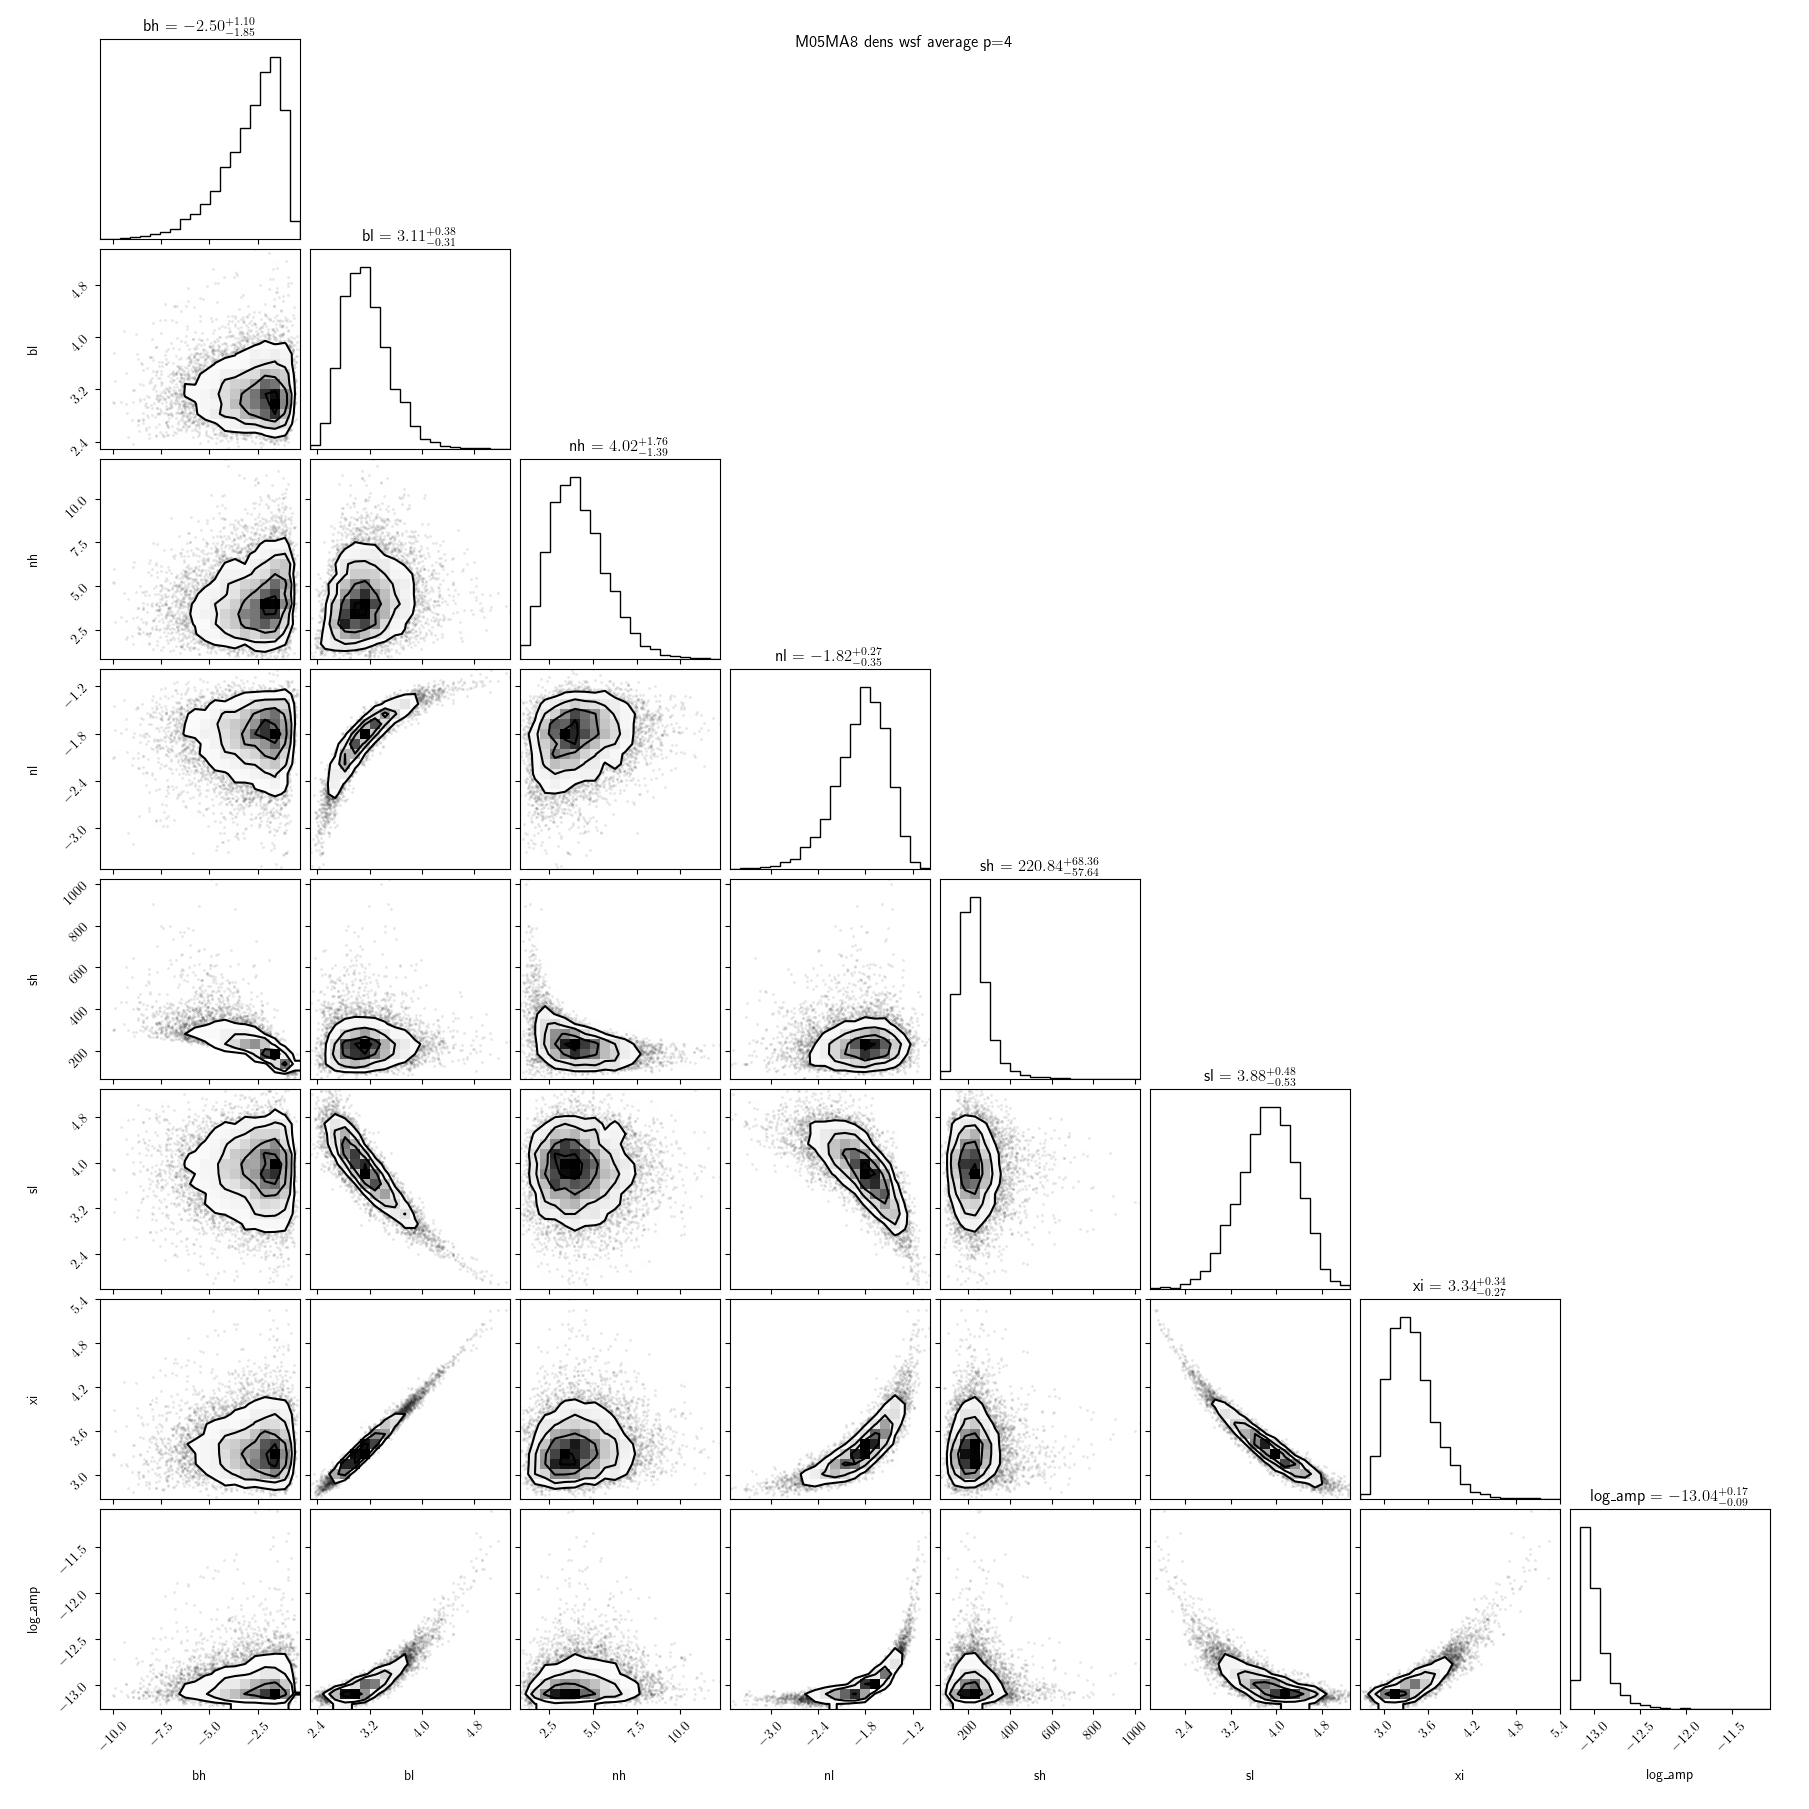 M05MA8 dens wsf average p=4
bh = −2.50 +1.10 −1.85
bl = 3.11 +0.38 −0.31
4.8
4.0
3.2
2.4
bl
nh = 4.02 +1.76 −1.39
10.0
7.5
5.0
2.5
nh
nl = −1.82 +0.27 −0.35
−1.2
−1.8
−2.4
−3.0
nl
sh = 220.84 +68.36 −57.64
1000
800
600
400
200
sh
sl = 3.88 +0.48 −0.53
4.8
4.0
3.2
2.4
sl
xi = 3.34 +0.34 −0.27
5.4
4.8
4.2
3.6
3.0
xi
log_amp = −13.04 +0.17 −0.09
−11.5
−12.0
−12.5
−13.0
log_amp
−10.0 −7.5 −5.0 −2.5 2.4 3.2 4.0 4.8 2.5 5.0 7.5 10.0 −3.0 −2.4 −1.8 −1.2 200 400 600 800 1000 2.4 3.2 4.0 4.8 3.0 3.6 4.2 4.8 5.4 −13.0 −12.5 −12.0 −11.5
bh bl nh nl sh sl xi log_amp